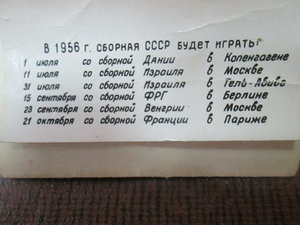 В 1956 г. СБОРНАЯ СССР БУДЕТ ИГРАТЬ:
1 июля со сборной Дании в Копенгагене
11 июля со сборной Израиля в Москве
31 июля со сборной Израиля в Тель-Авиве
15 сентября со сборной ФРГ в Берлине
23 сентября со сборной Венгрии в Москве
21 октября со сборной Франции в Париже